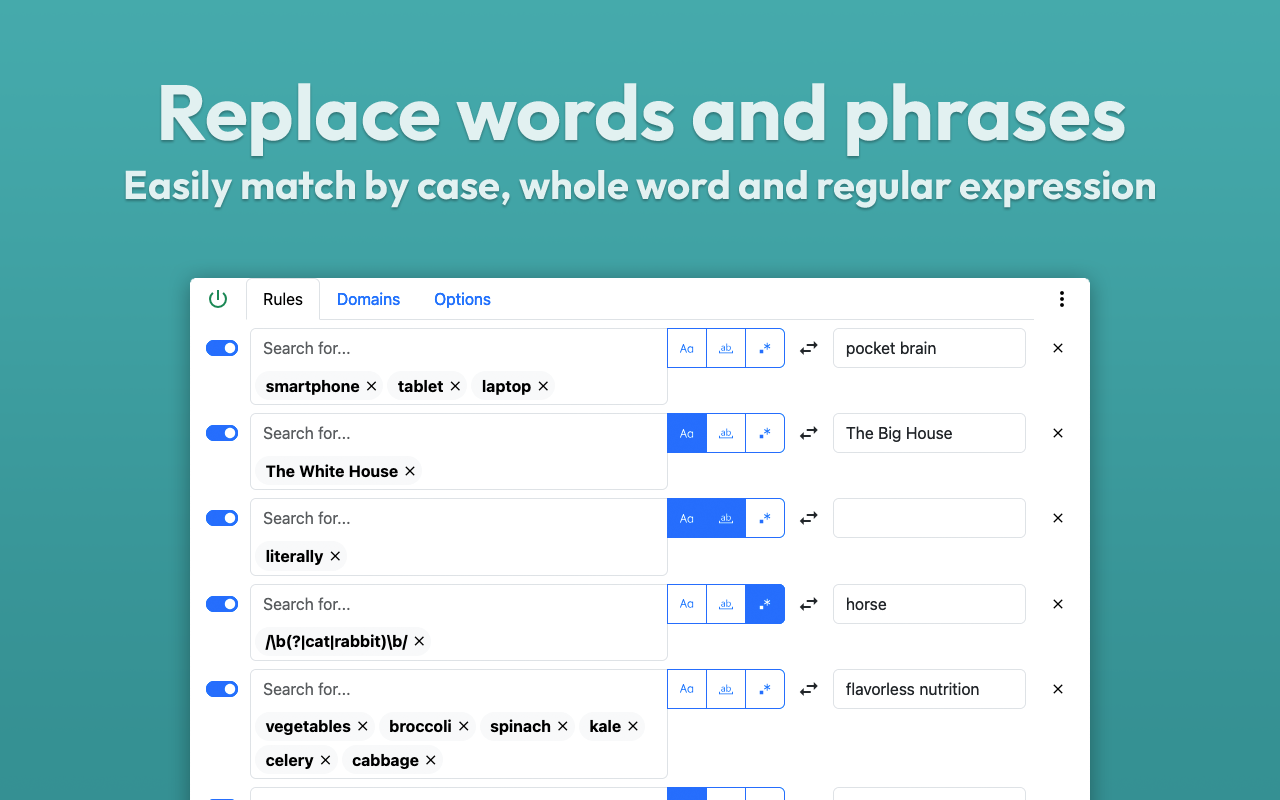 Replace words and phrases
Easily match by case, whole word and regular expression
Rules Domains Options
Search for... Aa ab .* pocket brain
smartphone × tablet × laptop ×
Search for... Aa ab .* The Big House
The White House ×
Search for... Aa ab .*
literally ×
Search for... Aa ab .* horse
/\b(?|cat|rabbit)\b/ ×
Search for... Aa ab .* flavorless nutrition
vegetables × broccoli × spinach × kale ×
celery × cabbage ×